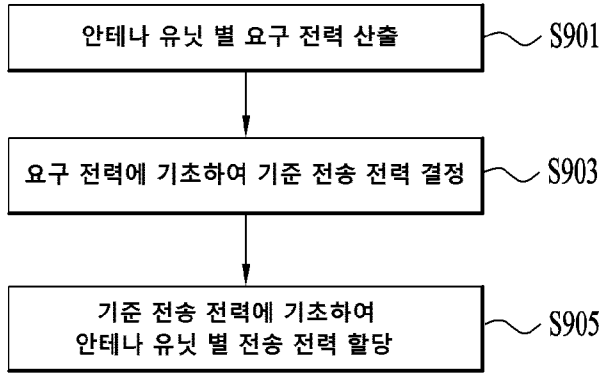 안테나 유닛 별 요구 전력 산출
S901
요구 전력에 기초하여 기준 전송 전력 결정
S903
기준 전송 전력에 기초하여
안테나 유닛 별 전송 전력 할당
S905